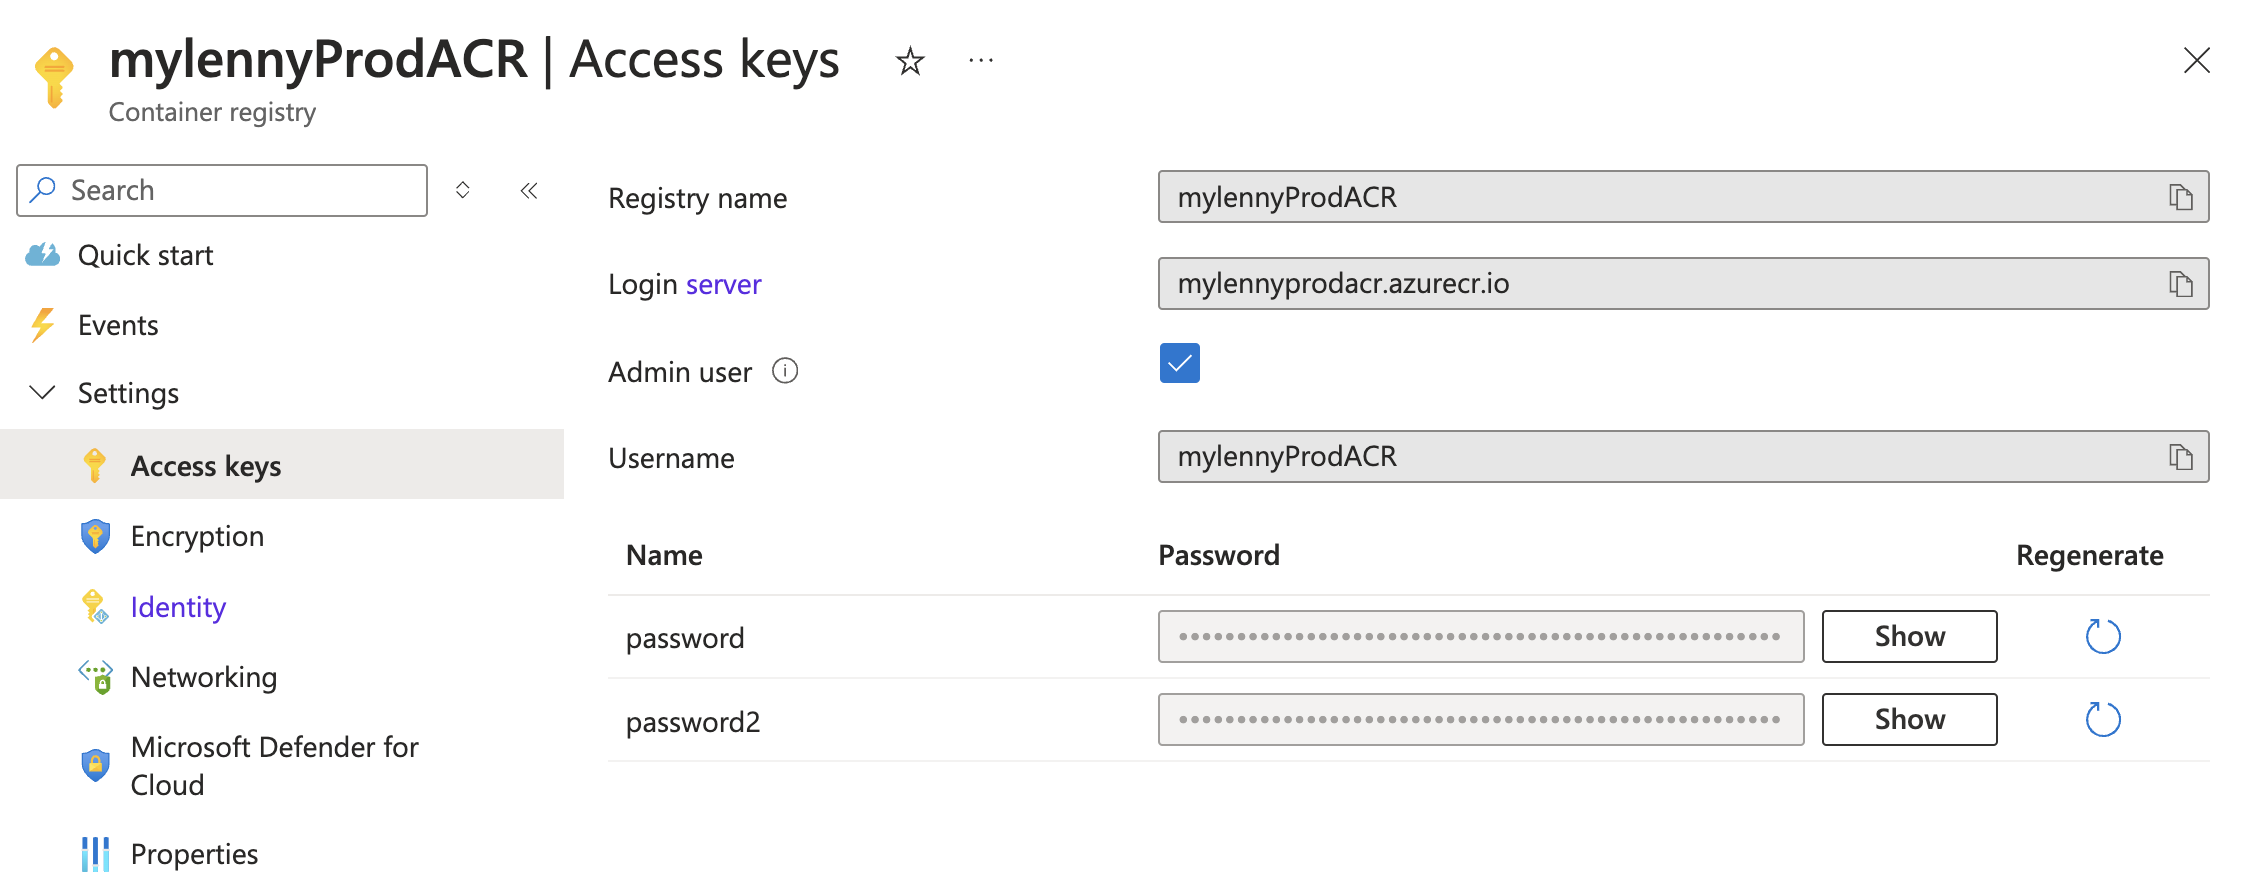 mylennyProdACR | Access keys
Container registry
Search
Quick start
Events
Settings
Access keys
Encryption
Identity
Networking
Microsoft Defender for
Cloud
Properties
Registry name
mylennyProdACR
Login server
mylennyprodacr.azurecr.io
Admin user
Username
mylennyProdACR
Name Password Regenerate
password Show
password2 Show